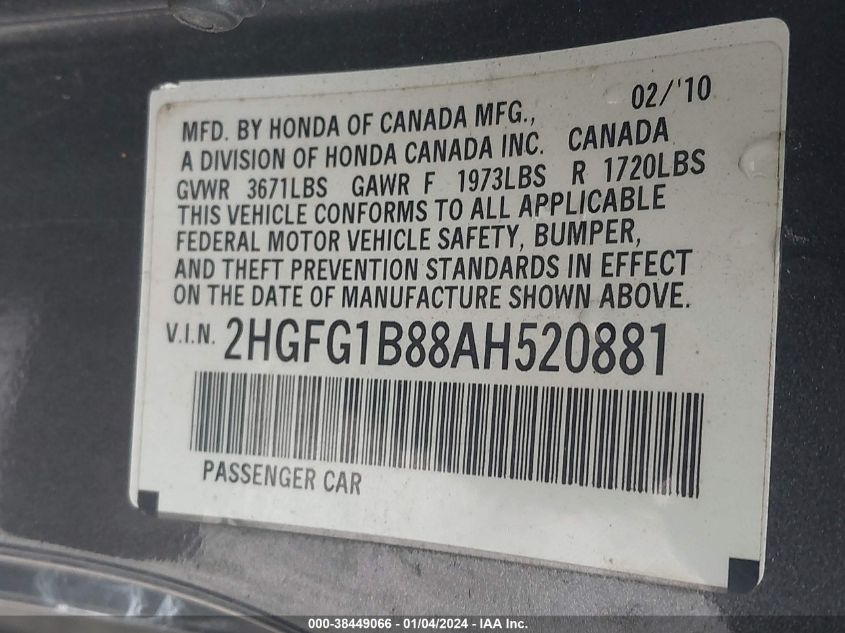 02/'10
MFD. BY HONDA OF CANADA MFG.,
A DIVISION OF HONDA CANADA INC. CANADA
GVWR 3671LBS GAWR F 1973LBS R 1720LBS
THIS VEHICLE CONFORMS TO ALL APPLICABLE
FEDERAL MOTOR VEHICLE SAFETY, BUMPER,
AND THEFT PREVENTION STANDARDS IN EFFECT
ON THE DATE OF MANUFACTURE SHOWN ABOVE.
V.I.N. 2HGFG1B88AH520881
PASSENGER CAR
000-38449066 - 01/04/2024 - IAA Inc.